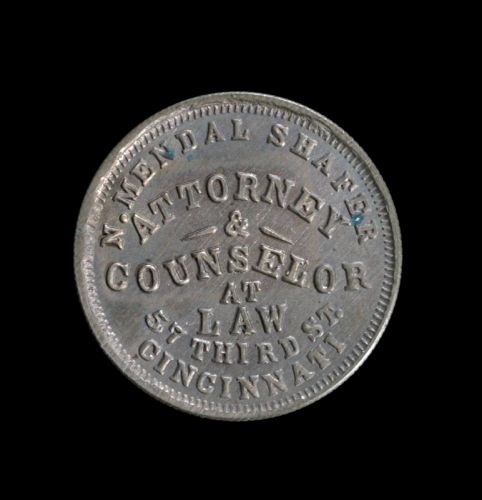 N. MENDAL SHAFER
ATTORNEY
&
COUNSELOR
AT
LAW
57 THIRD ST.
CINCINNATI